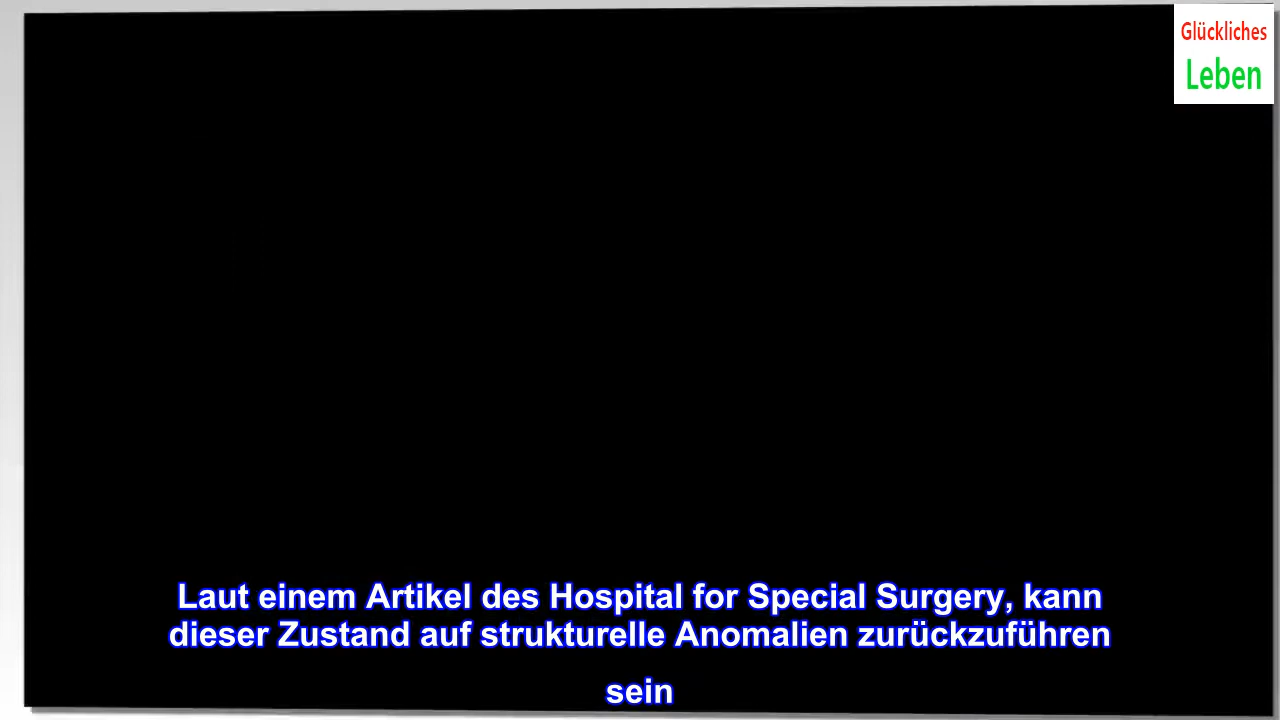 Glückliches
Leben
Laut einem Artikel des Hospital for Special Surgery, kann
dieser Zustand auf strukturelle Anomalien zurückzuführen
sein